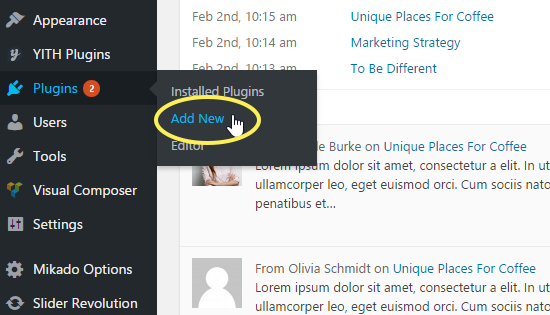 Appearance
YITH Plugins
Plugins 2
Users
Tools
Visual Composer
Settings
Mikado Options
Slider Revolution
Installed Plugins
Add New
Editor
Feb 2nd, 10:15 am Unique Places For Coffee
Feb 2nd, 10:14 am Marketing Strategy
Feb 2nd, 10:13 am To Be Different
Burke on Unique Places For Coffee
Lorem ipsum dolor sit amet, consectetur a elit. In ut
ullamcorper leo, eget euismod orci. Cum sociis nato
penatibus et...
From Olivia Schmidt on Unique Places For Coffee
Lorem ipsum dolor sit amet, consectetur a elit. In ut
ullamcorper leo, eget euismod orci. Cum sociis nato